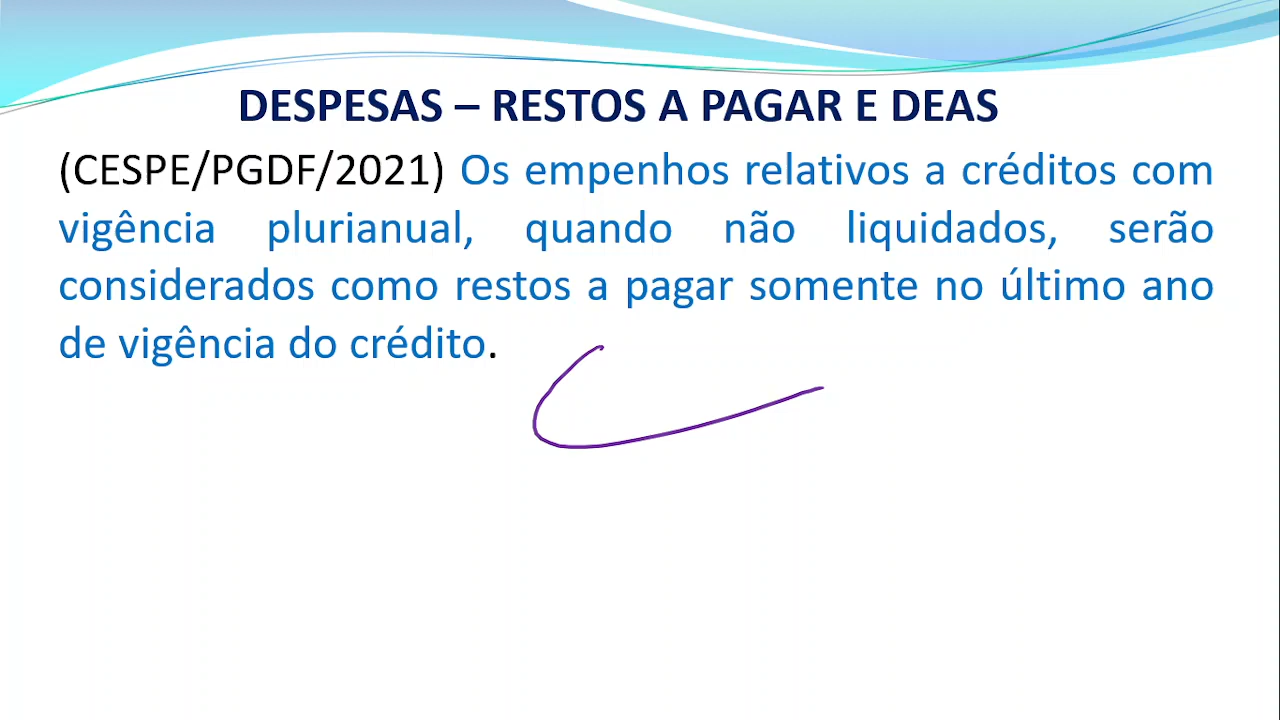 DESPESAS – RESTOS A PAGAR E DEAS
(CESPE/PGDF/2021) Os empenhos relativos a créditos com
vigência plurianual, quando não liquidados, serão
considerados como restos a pagar somente no último ano
de vigência do crédito.